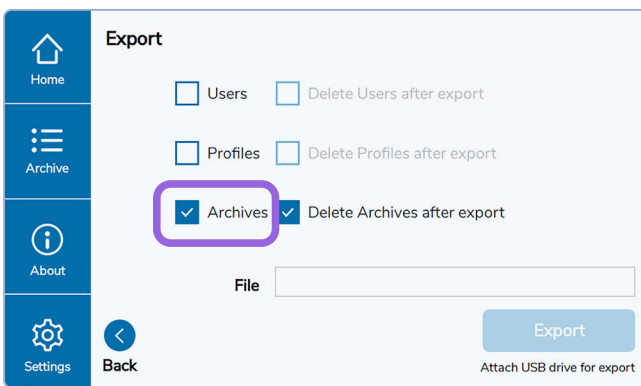 Export
Home
Users Delete Users after export
Archive
Profiles Delete Profiles after export
Archives Delete Archives after export
About
File
Settings
Back
Export
Attach USB drive for export